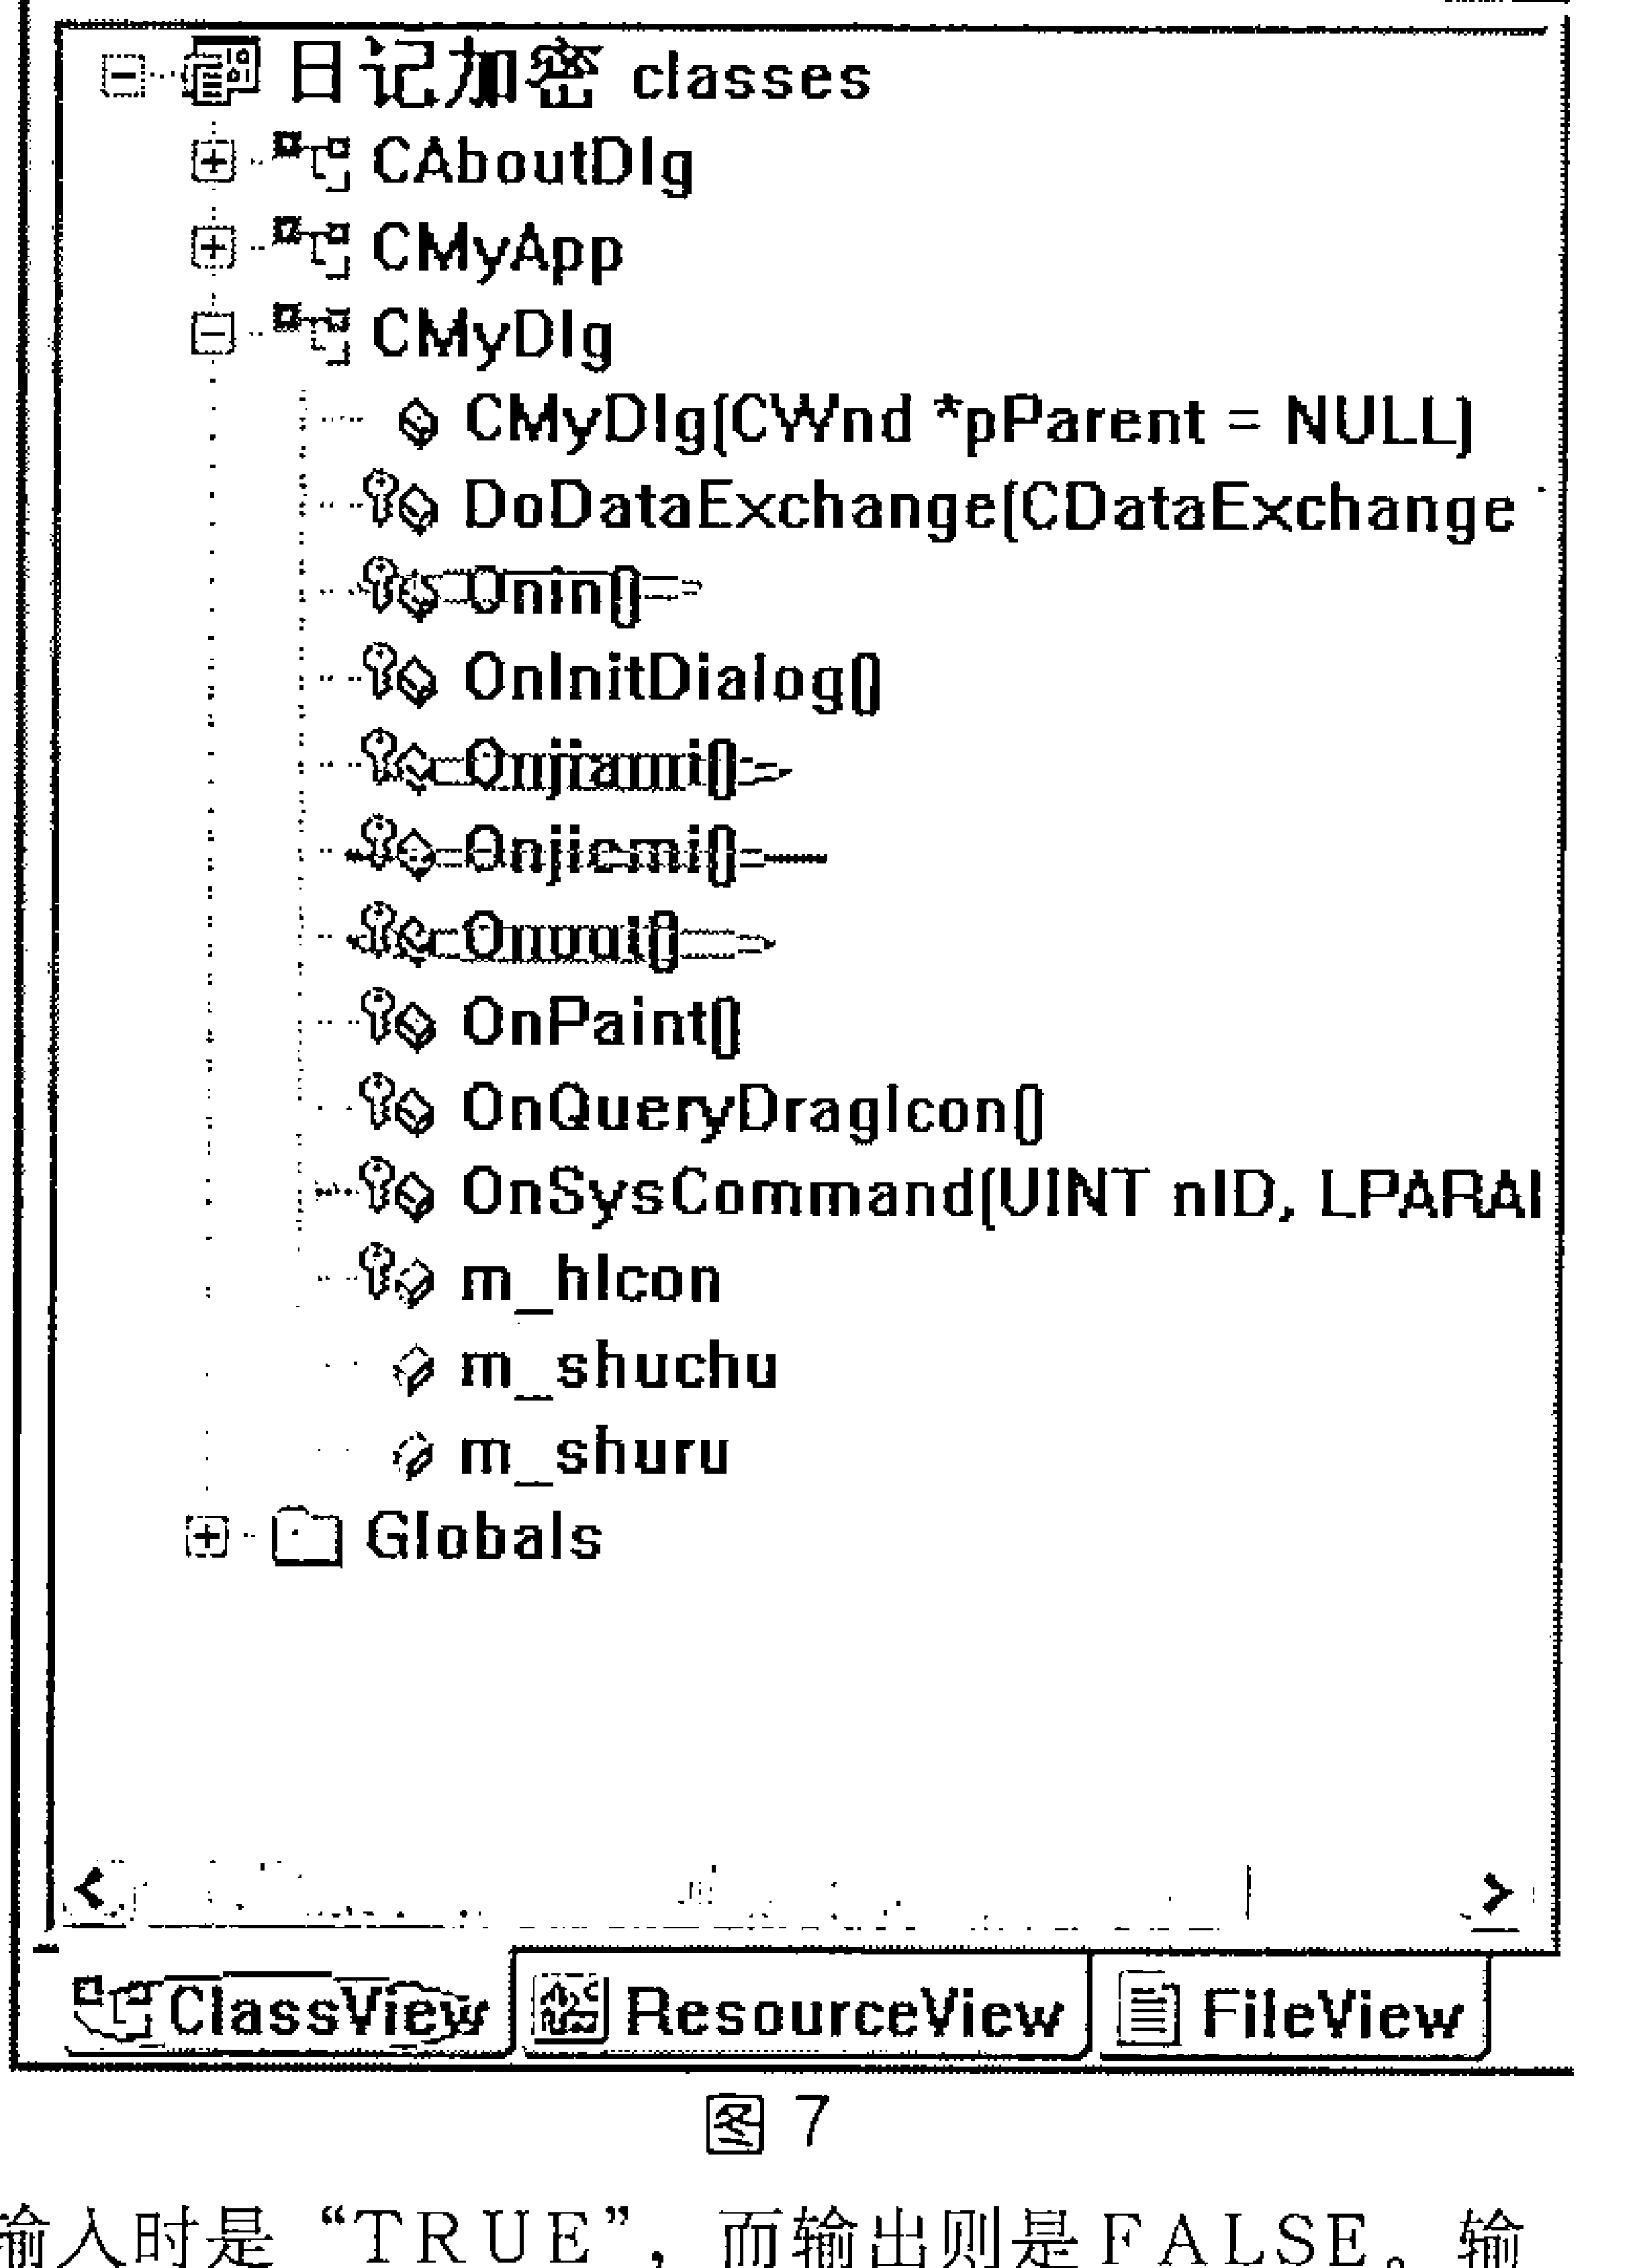 日记加密 classes
CAboutDlg
CMyApp
CMyDlg
CMyDlg(CWnd *pParent = NULL)
DoDataExchange(CDataExchange
Onin()
OnInitDialog()
Onjiami()
Onjiemi()
Onout()
OnPaint()
OnQueryDragIcon()
OnSysCommand(UINT nID, LPARAI
m_hIcon
m_shuchu
m_shuru
Globals
ClassView ResourceView FileView
图 7
输入时是“TRUE”，而输出则是FALSE。输